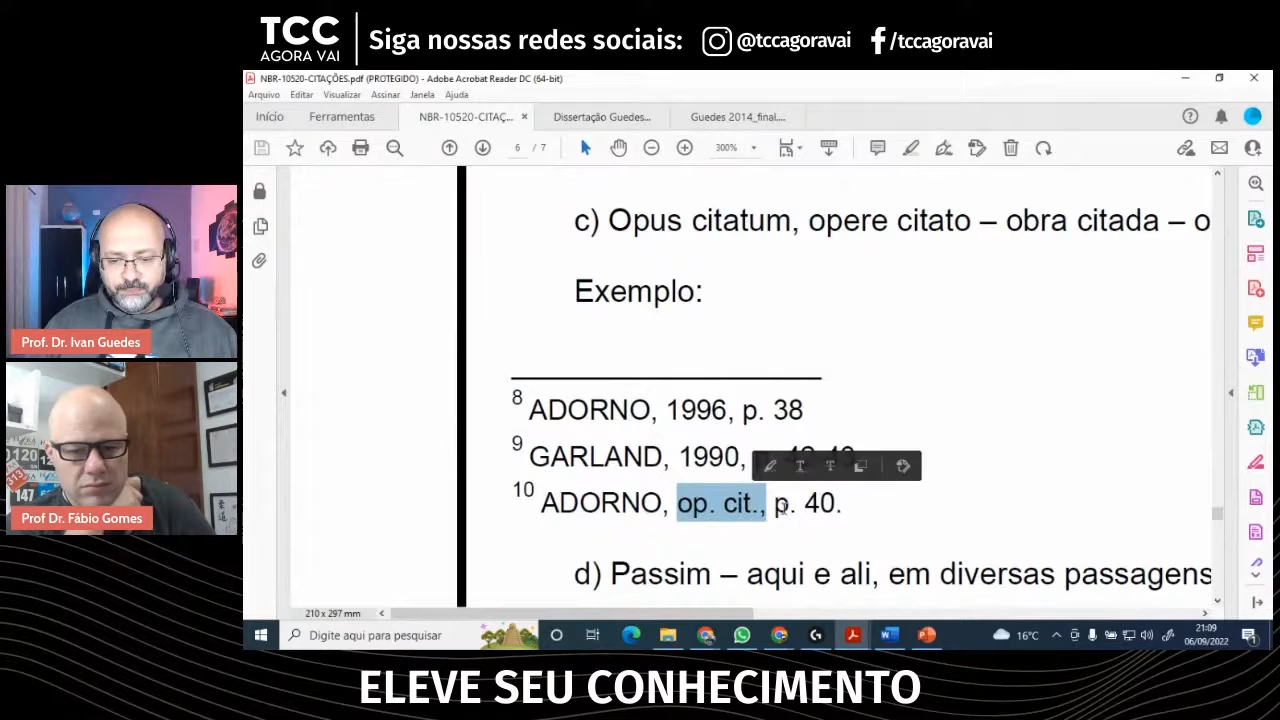 TCC
AGORA VAI
Siga nossas redes sociais: @tccagoravai /tccagoravai
NBR-10520-CITAÇÕES.pdf (PROTEGIDO) - Adobe Acrobat Reader DC (64-bit)
Arquivo Editar Visualizar Assinar Janela Ajuda
Início Ferramentas NBR-10520-CITAÇ... × Dissertação Guedes... Guedes 2014_final....
6 / 7 300%
c) Opus citatum, opere citato – obra citada – o
Exemplo:
8 ADORNO, 1996, p. 38
9 GARLAND, 1990,
10 ADORNO, op. cit., p. 40.
d) Passim – aqui e ali, em diversas passagens
210 x 297 mm
Prof. Dr. Ivan Guedes
Prof Dr. Fábio Gomes
120
313
147
Digite aqui para pesquisar
16°C
21:09
06/09/2022
ELEVE SEU CONHECIMENTO